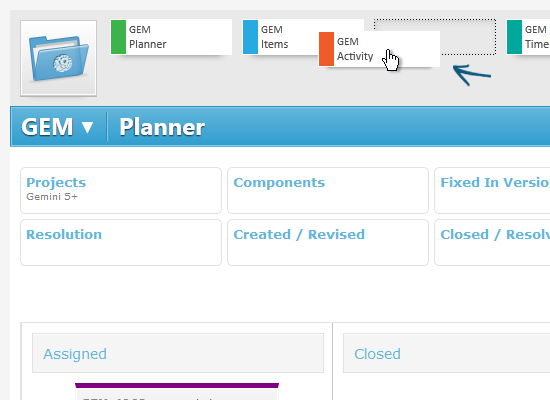 GEM
Planner
GEM
Items
GEM
Activity
GEM
Time
GEM ▼ Planner
Projects
Gemini 5+
Components
Fixed In Versio
Resolution
Created / Revised
Closed / Resolv
Assigned
Closed